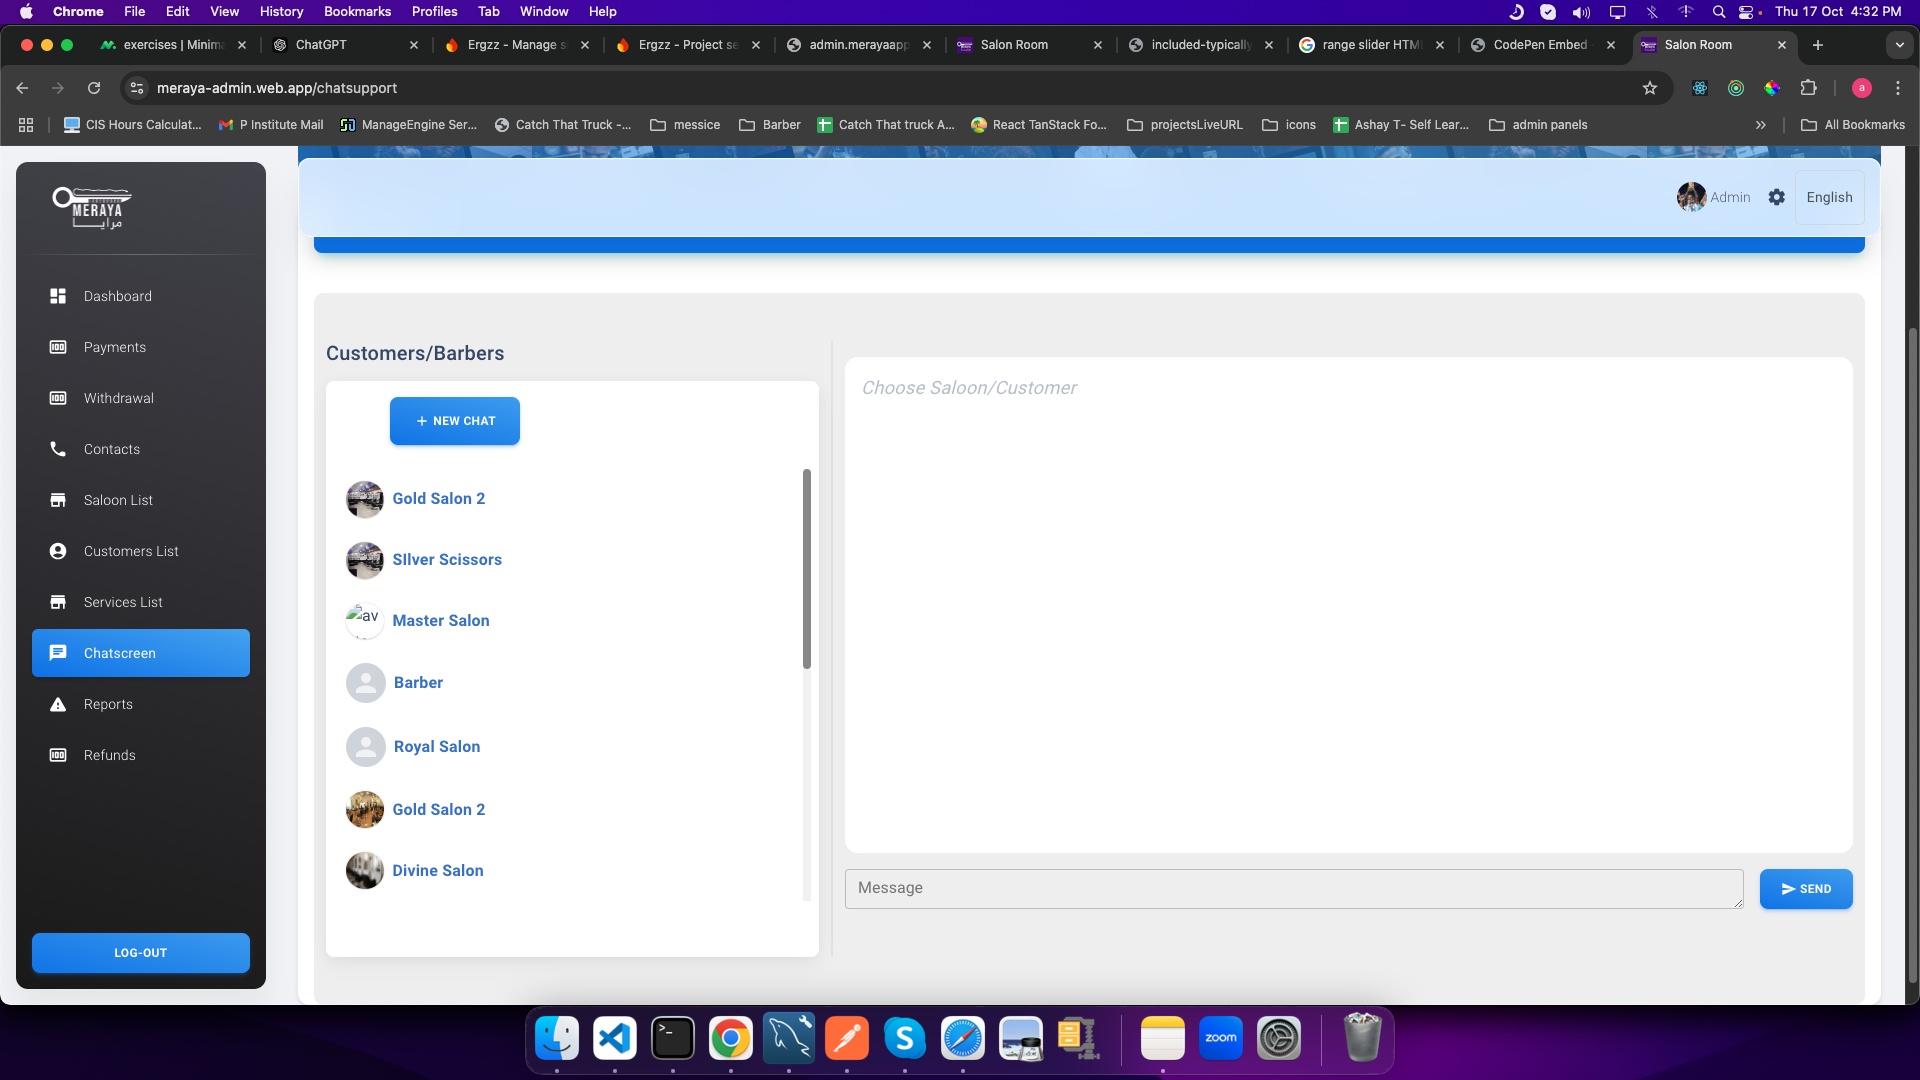 Chrome File Edit View History Bookmarks Profiles Tab Window Help Thu 17 Oct 4:32 PM
exercises | Minima ChatGPT Ergzz - Manage s Ergzz - Project se admin.merayaapp Salon Room included-typically range slider HTML CodePen Embed Salon Room
meraya-admin.web.app/chatsupport a
CIS Hours Calculat... P Institute Mail ManageEngine Ser... Catch That Truck -... messice Barber Catch That truck A... React TanStack Fo... projectsLiveURL icons Ashay T- Self Lear... admin panels » All Bookmarks
MERAYA
مرايا
Admin English
Dashboard
Payments
Withdrawal
Contacts
Saloon List
Customers List
Services List
Chatscreen
Reports
Refunds
LOG-OUT
Customers/Barbers
+ NEW CHAT
Gold Salon 2
SIlver Scissors
av Master Salon
Barber
Royal Salon
Gold Salon 2
Divine Salon
Choose Saloon/Customer
Message
SEND
zoom